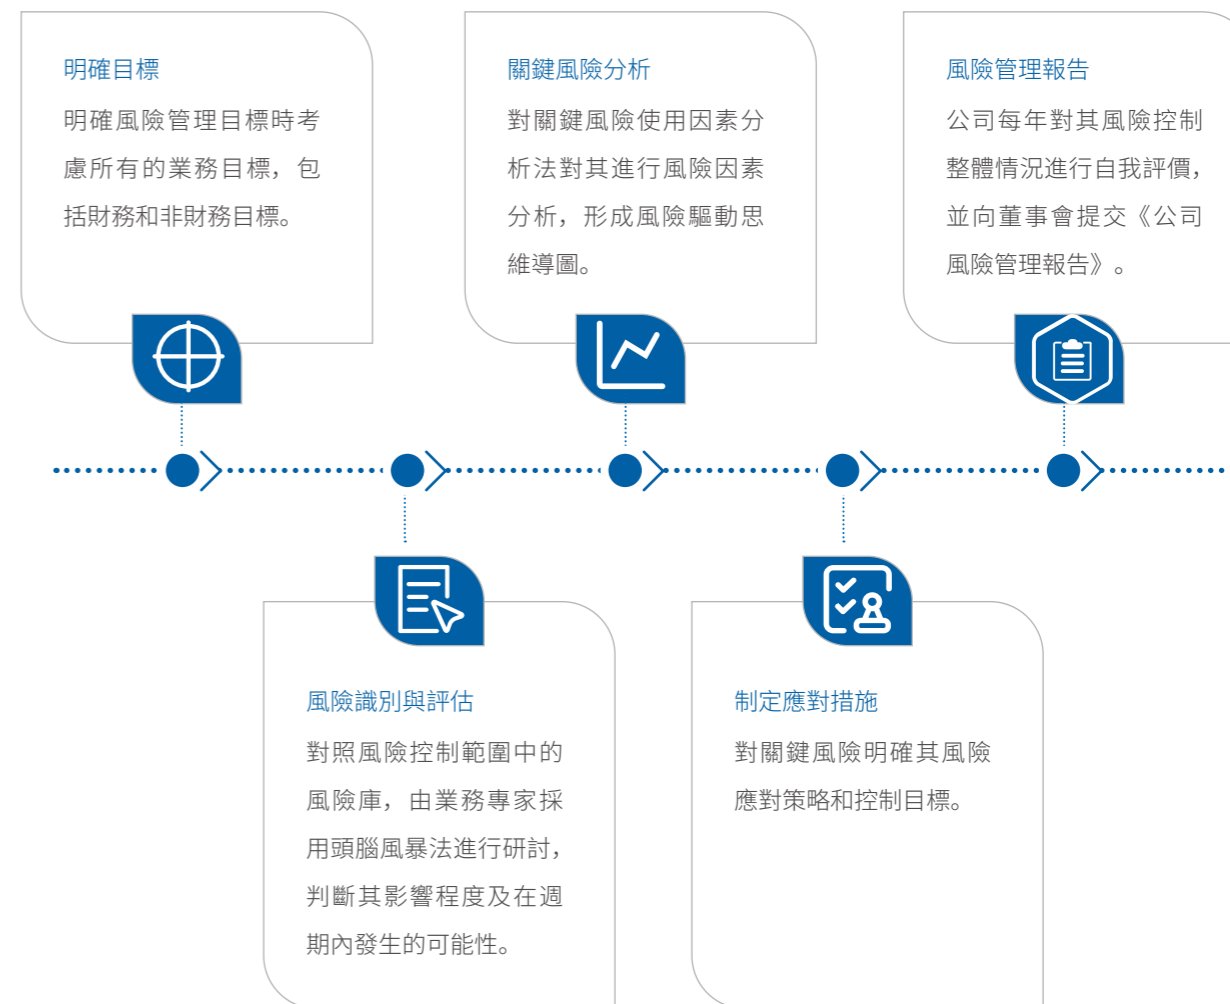 明確目標
明確風險管理目標時考
慮所有的業務目標，包
括財務和非財務目標。
關鍵風險分析
對關鍵風險使用因素分
析法對其進行風險因素
分析，形成風險驅動思
維導圖。
風險管理報告
公司每年對其風險控制
整體情況進行自我評價，
並向董事會提交《公司
風險管理報告》。
風險識別與評估
對照風險控制範圍中的
風險庫，由業務專家採
用頭腦風暴法進行研討，
判斷其影響程度及在週
期內發生的可能性。
制定應對措施
對關鍵風險明確其風險
應對策略和控制目標。